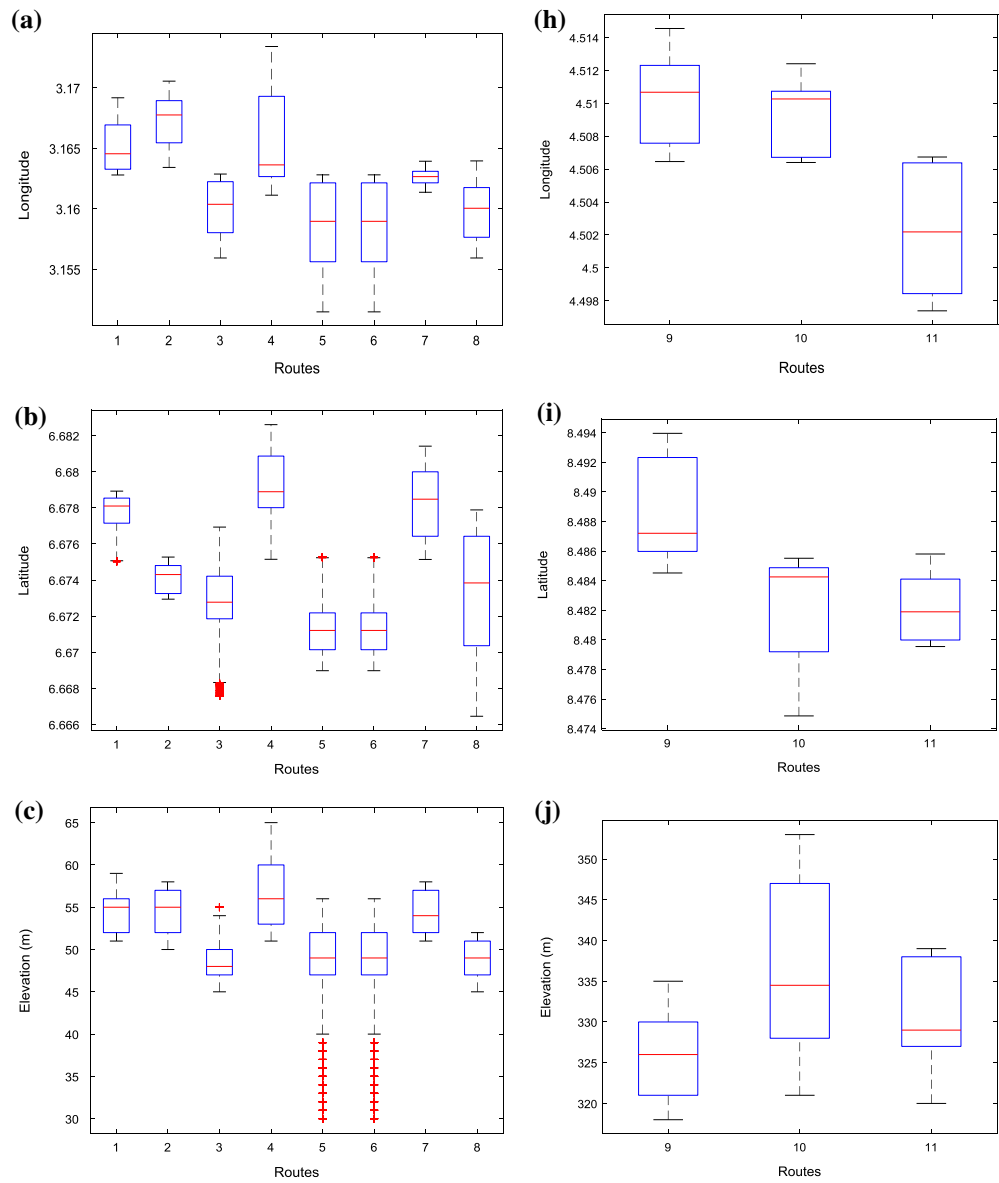 (a)
3.17
3.165
3.16
3.155
Longitude
1 2 3 4 5 6 7 8
Routes
(h)
4.514
4.512
4.51
4.508
4.506
4.504
4.502
4.5
4.498
Longitude
9 10 11
Routes
(b)
6.682
6.68
6.678
6.676
6.674
6.672
6.67
6.668
6.666
Latitude
1 2 3 4 5 6 7 8
Routes
(i)
8.494
8.492
8.49
8.488
8.486
8.484
8.482
8.48
8.478
8.476
8.474
Latitude
9 10 11
Routes
(c)
65
60
55
50
45
40
35
30
Elevation (m)
1 2 3 4 5 6 7 8
Routes
(j)
350
340
330
320
Elevation (m)
9 10 11
Routes